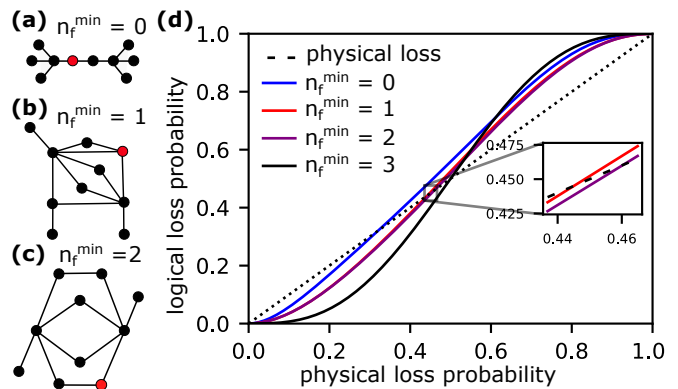 (a) n_f^min = 0
(b) n_f^min = 1
(c) n_f^min = 2
(d)
logical loss probability
1.0
0.8
0.6
0.4
0.2
0.0
physical loss
n_f^min = 0
n_f^min = 1
n_f^min = 2
n_f^min = 3
0.475
0.450
0.425
0.44 0.46
0.0 0.2 0.4 0.6 0.8 1.0
physical loss probability